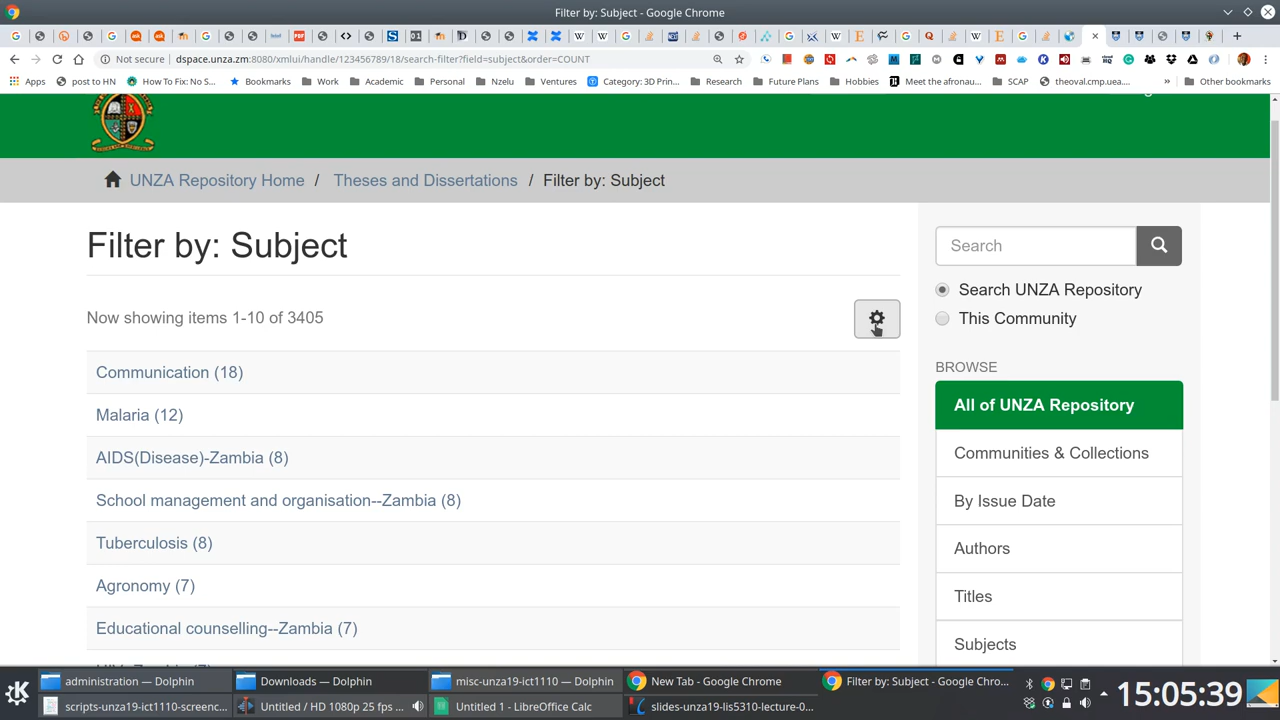 Filter by: Subject - Google Chrome
Not secure dspace.unza.zm:8080/xmlui/handle/123456789/18/search-filter?field=subject&order=COUNT
Apps post to HN How To Fix: No S... Bookmarks Work Academic Personal Nzelu Ventures Category: 3D Prin... Research Future Plans Hobbies Meet the afronau... SCAP theoval.cmp.uea.... » Other bookmarks
UNZA Repository Home / Theses and Dissertations / Filter by: Subject
Filter by: Subject
Now showing items 1-10 of 3405
Communication (18)
Malaria (12)
AIDS(Disease)-Zambia (8)
School management and organisation--Zambia (8)
Tuberculosis (8)
Agronomy (7)
Educational counselling--Zambia (7)
Search
Search UNZA Repository
This Community
BROWSE
All of UNZA Repository
Communities & Collections
By Issue Date
Authors
Titles
Subjects
administration — Dolphin
Downloads — Dolphin
misc-unza19-ict1110 — Dolphin
New Tab - Google Chrome
Filter by: Subject - Google Chro...
scripts-unza19-ict1110-screenc...
Untitled / HD 1080p 25 fps ...
Untitled 1 - LibreOffice Calc
slides-unza19-lis5310-lecture-0...
15:05:39